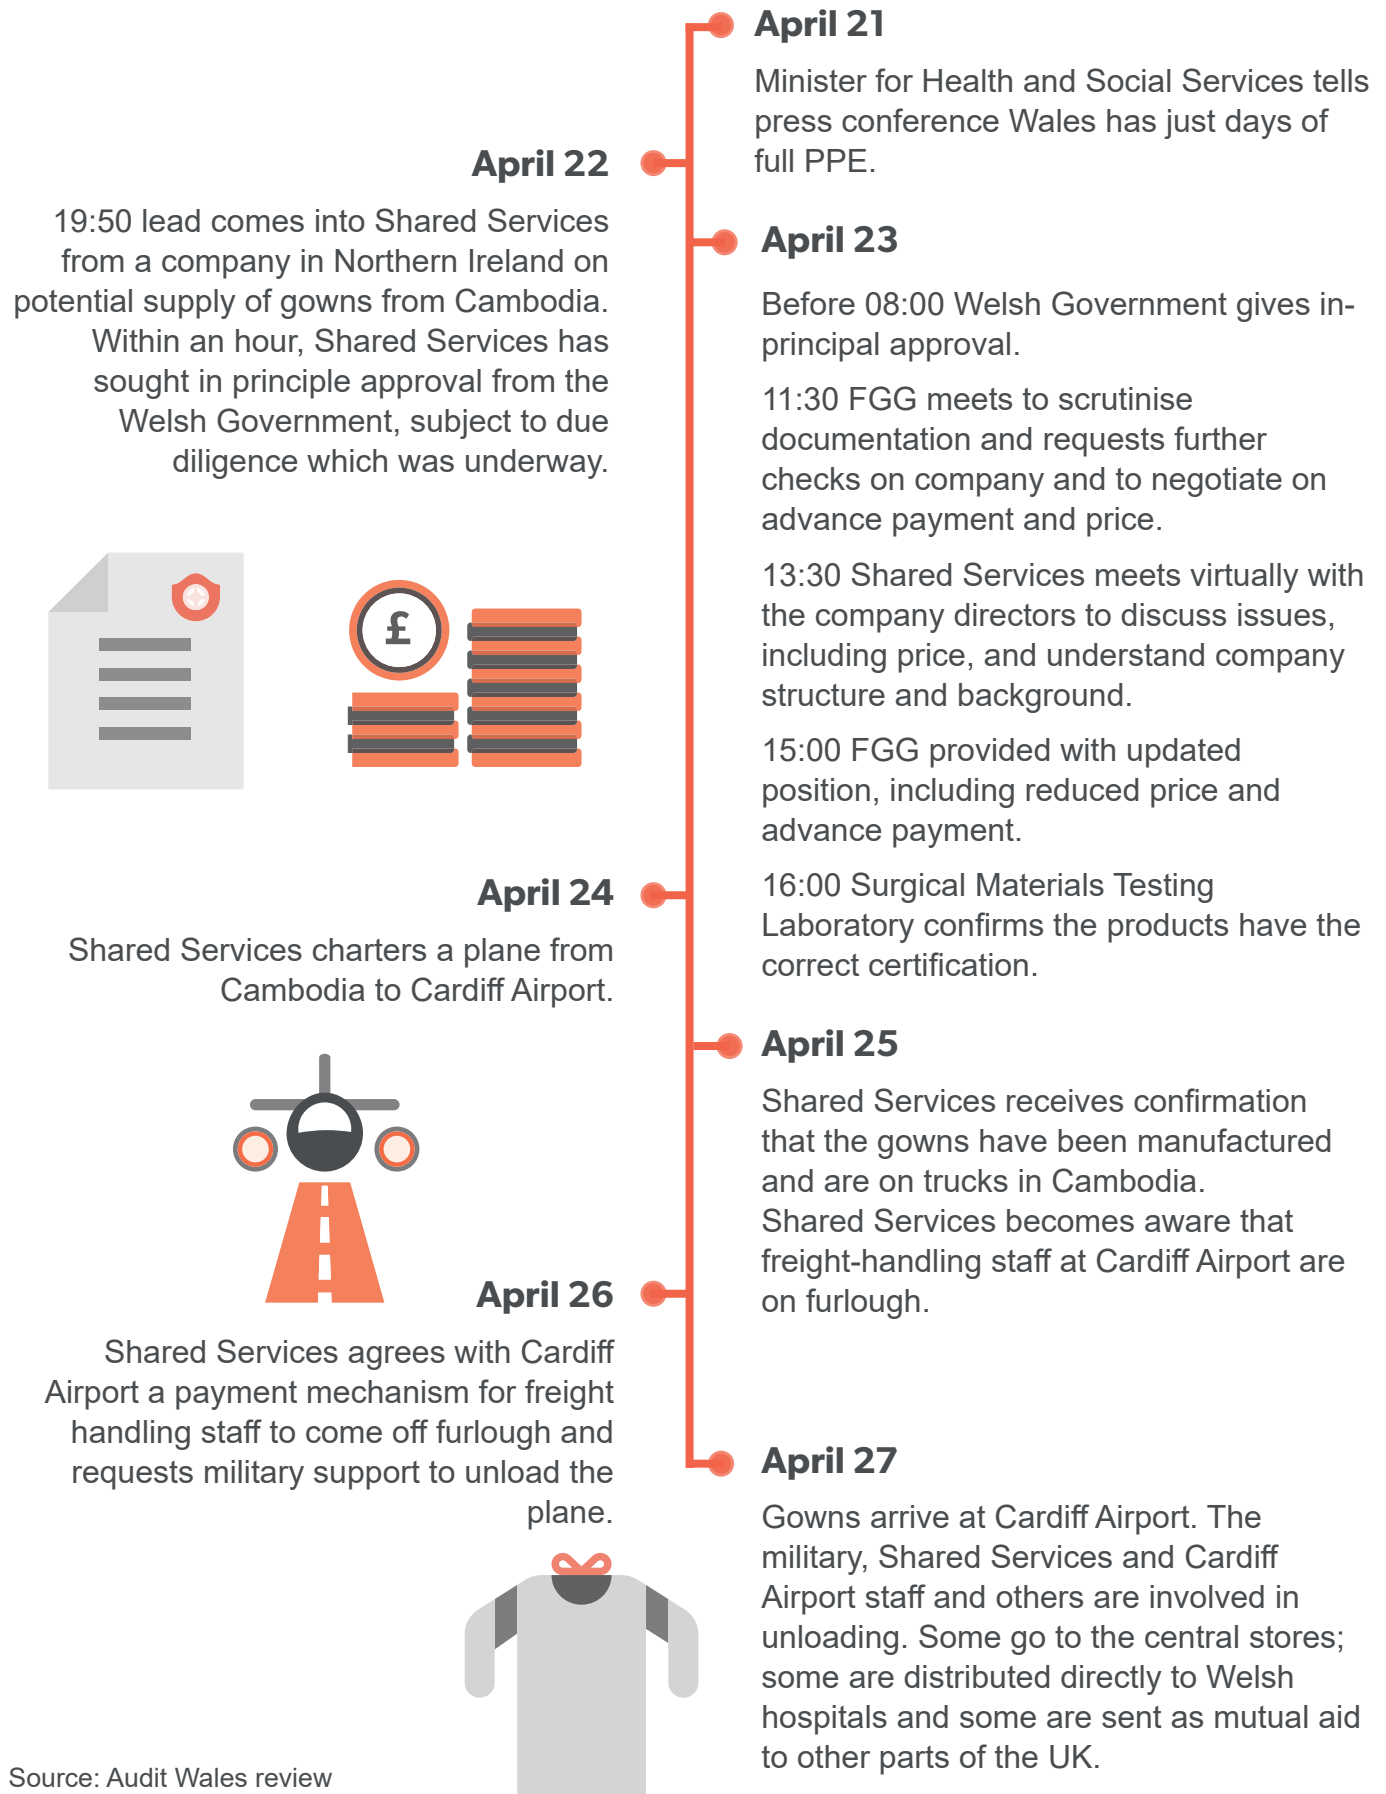 April 21
Minister for Health and Social Services tells
press conference Wales has just days of
full PPE.
April 22
19:50 lead comes into Shared Services
from a company in Northern Ireland on
potential supply of gowns from Cambodia.
Within an hour, Shared Services has
sought in principle approval from the
Welsh Government, subject to due
diligence which was underway.
April 23
Before 08:00 Welsh Government gives in-
principal approval.
11:30 FGG meets to scrutinise
documentation and requests further
checks on company and to negotiate on
advance payment and price.
13:30 Shared Services meets virtually with
the company directors to discuss issues,
including price, and understand company
structure and background.
15:00 FGG provided with updated
position, including reduced price and
advance payment.
16:00 Surgical Materials Testing
Laboratory confirms the products have the
correct certification.
£
April 24
Shared Services charters a plane from
Cambodia to Cardiff Airport.
April 25
Shared Services receives confirmation
that the gowns have been manufactured
and are on trucks in Cambodia.
Shared Services becomes aware that
freight-handling staff at Cardiff Airport are
on furlough.
April 26
Shared Services agrees with Cardiff
Airport a payment mechanism for freight
handling staff to come off furlough and
requests military support to unload the
plane.
April 27
Gowns arrive at Cardiff Airport. The
military, Shared Services and Cardiff
Airport staff and others are involved in
unloading. Some go to the central stores;
some are distributed directly to Welsh
hospitals and some are sent as mutual aid
to other parts of the UK.
Source: Audit Wales review